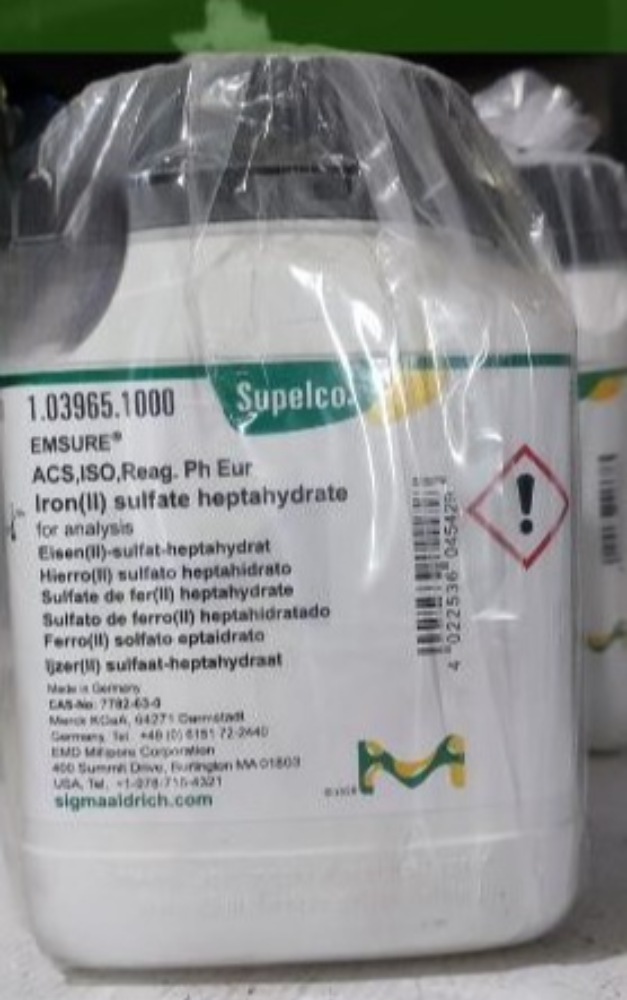 Supelco.
1.03965.1000
EMSURE®
ACS,ISO,Reag. Ph Eur
Iron(II) sulfate heptahydrate
for analysis
Eisen(II)-sulfat-heptahydrat
Hierro(II) sulfato heptahidrato
Sulfate de fer(II) heptahydrate
Sulfato de ferro(II) heptahidratado
Ferro(II) solfato eptaidrato
Ijzer(II) sulfaat-heptahydraat
Made in Germany
CAS-No: 7782-63-0
Merck KGaA, 64271 Darmstadt
Germany, Tel. +49 (0) 6151 72-2440
EMD Millipore Corporation
400 Summit Drive, Burlington MA 01803
USA, Tel. +1-978-715-4321
sigmaaldrich.com
4 022536 045429